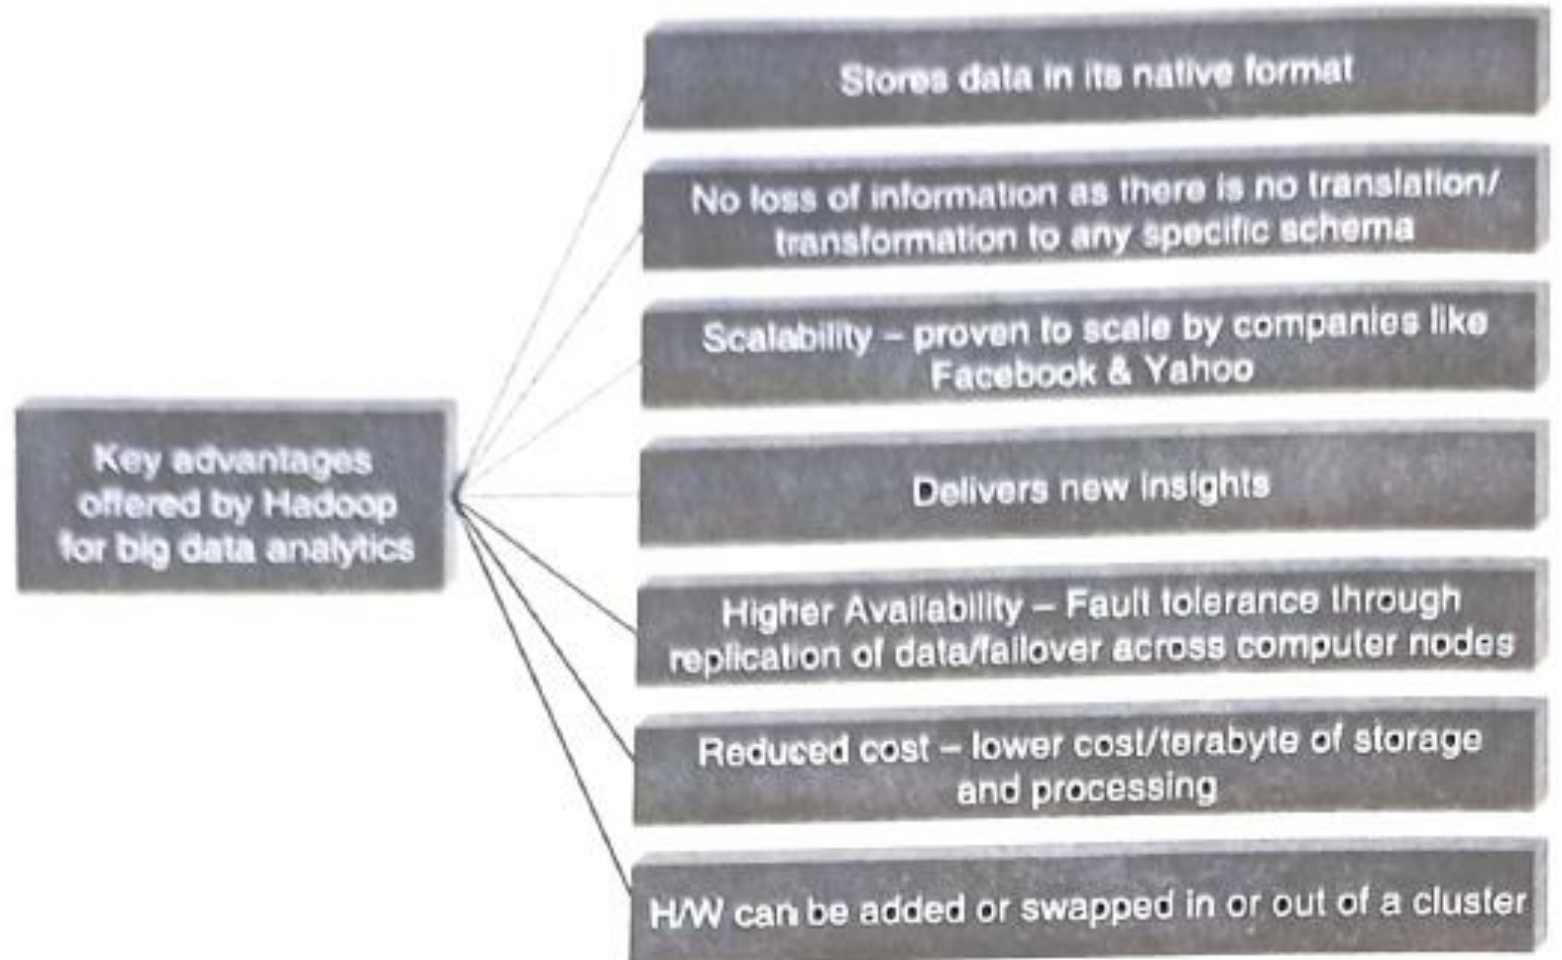 Key advantages
offered by Hadoop
for big data analytics
Stores data in its native format
No loss of information as there is no translation/
transformation to any specific schema
Scalability – proven to scale by companies like
Facebook & Yahoo
Delivers new insights
Higher Availability – Fault tolerance through
replication of data/failover across computer nodes
Reduced cost – lower cost/terabyte of storage
and processing
H/W can be added or swapped in or out of a cluster